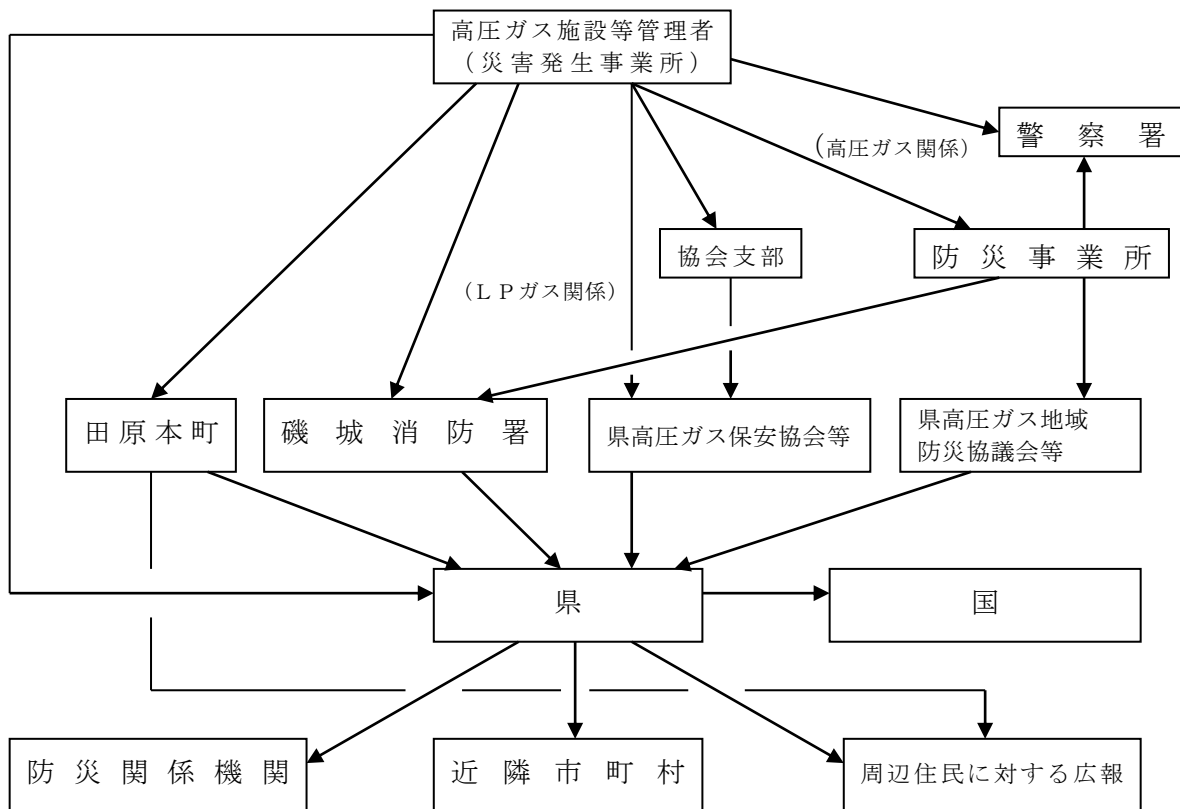 高圧ガス施設等管理者
(災害発生事業所)
警察署
(高圧ガス関係)
協会支部
防災事業所
(LPガス関係)
田原本町
磯城消防署
県高圧ガス保安協会等
県高圧ガス地域
防災協議会等
県
国
防災関係機関
近隣市町村
周辺住民に対する広報